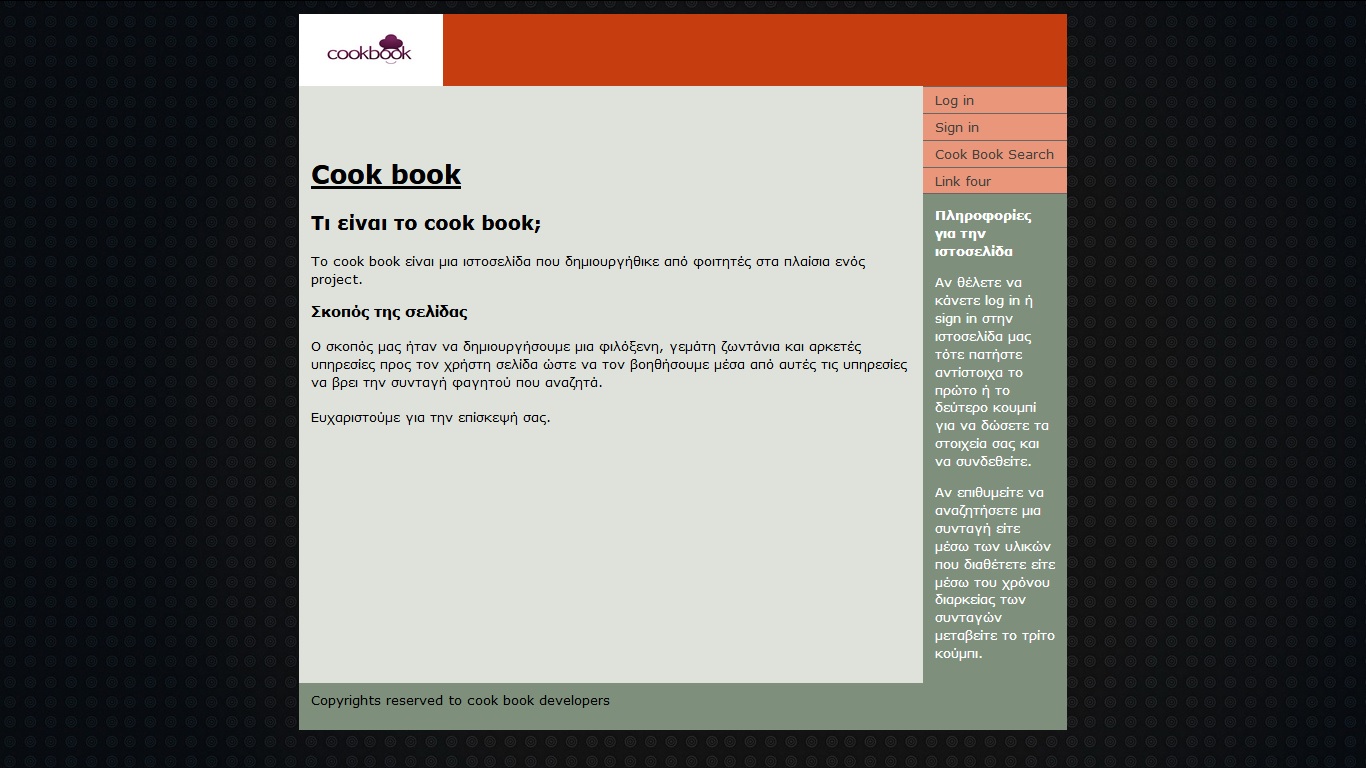 cookbook
Log in
Sign in
Cook Book Search
Link four
Cook book
Τι είναι το cook book;
Το cook book είναι μια ιστοσελίδα που δημιουργήθικε από φοιτητές στα πλαίσια ενός
project.
Σκοπός της σελίδας
Ο σκοπός μας ήταν να δημιουργήσουμε μια φιλόξενη, γεμάτη ζωντάνια και αρκετές
υπηρεσίες προς τον χρήστη σελίδα ώστε να τον βοηθήσουμε μέσα από αυτές τις υπηρεσίες
να βρει την συνταγή φαγητού που αναζητά.
Ευχαριστούμε για την επίσκεψή σας.
Πληροφορίες
για την
ιστοσελίδα
Αν θέλετε να
κάνετε log in ή
sign in στην
ιστοσελίδα μας
τότε πατήστε
αντίστοιχα το
πρώτο ή το
δεύτερο κουμπί
για να δώσετε τα
στοιχεία σας και
να συνδεθείτε.
Αν επιθυμείτε να
αναζητήσετε μια
συνταγή είτε
μέσω των υλικών
που διαθέτετε είτε
μέσω του χρόνου
διαρκείας των
συνταγών
μεταβείτε το τρίτο
κούμπι.
Copyrights reserved to cook book developers